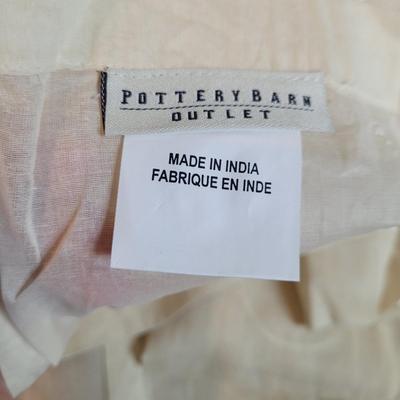 POTTERY BARN
OUTLET
MADE IN INDIA
FABRIQUE EN INDE